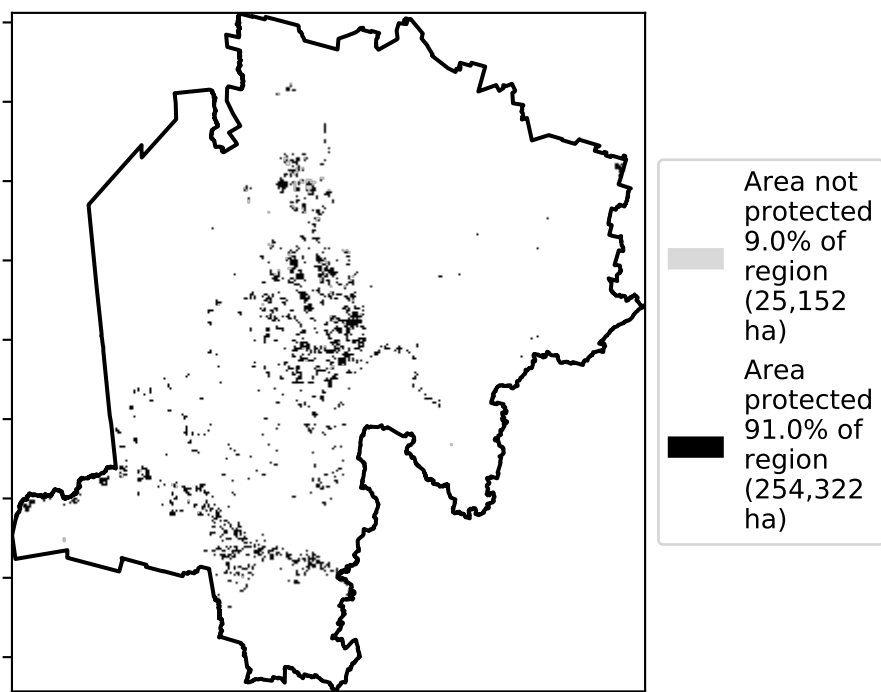 Area not
protected
9.0% of
region
(25,152
ha)
Area
protected
91.0% of
region
(254,322
ha)